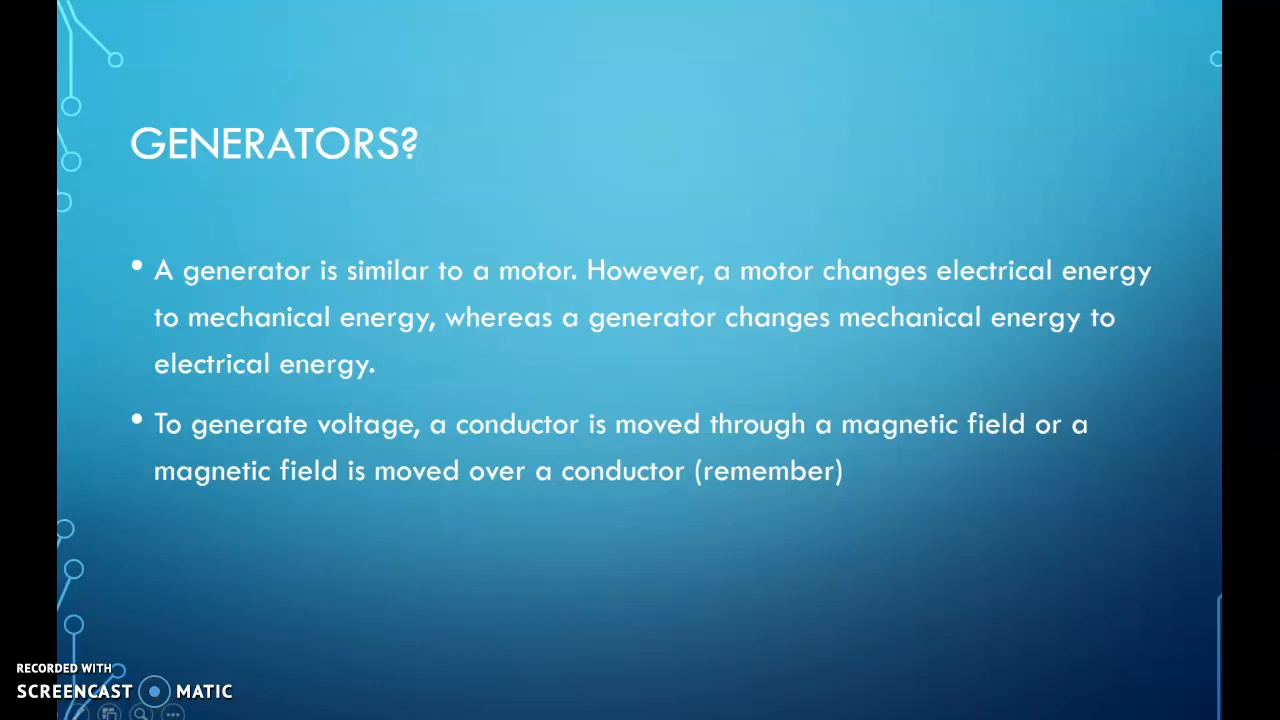 GENERATORS?
• A generator is similar to a motor. However, a motor changes electrical energy
to mechanical energy, whereas a generator changes mechanical energy to
electrical energy.
• To generate voltage, a conductor is moved through a magnetic field or a
magnetic field is moved over a conductor (remember)
RECORDED WITH
SCREENCAST MATIC